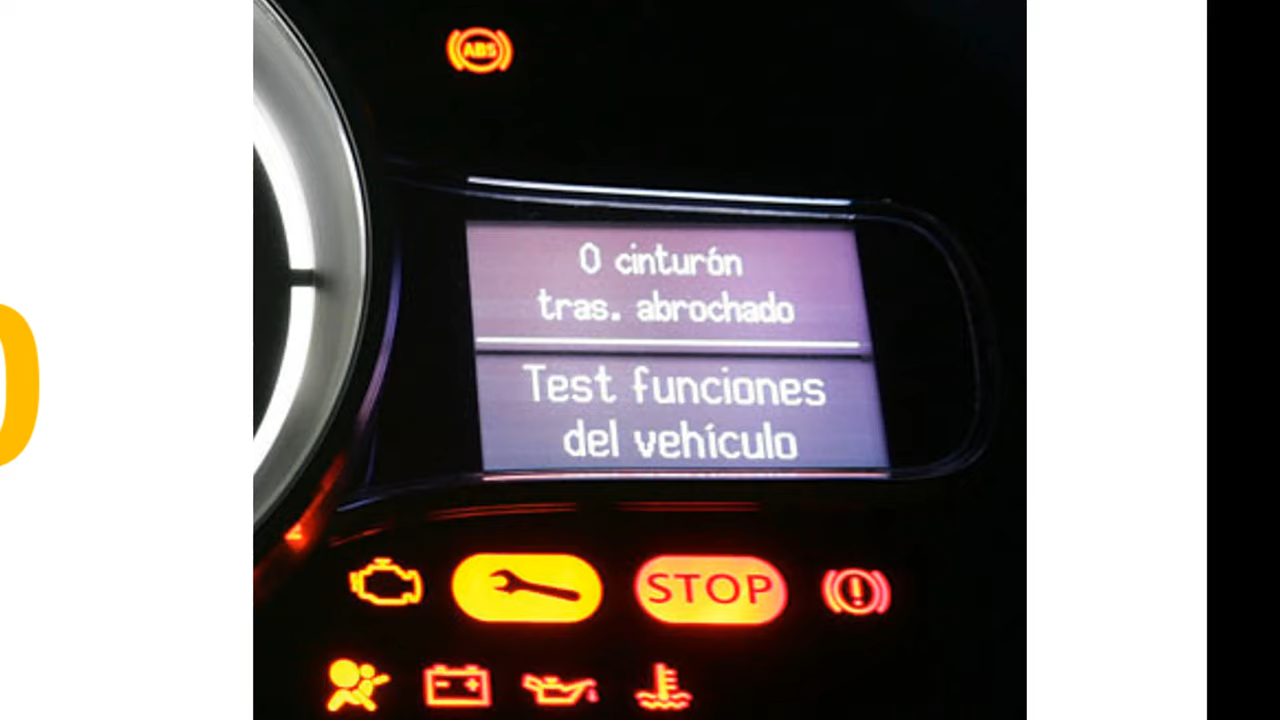 ABS
0 cinturón
tras. abrochado
Test funciones
del vehículo
STOP